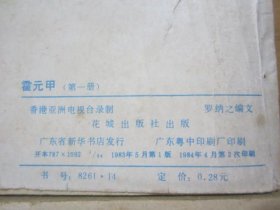 霍元甲（第一册）
香港亚洲电视台录制 罗纳之编文
花城出版社出版
广东省新华书店发行 广东粤中印刷厂印刷
开本787×1092 1/64 1983年5月第1版 1984年4月第2次印刷
书号：8261·14 定价：0.28元